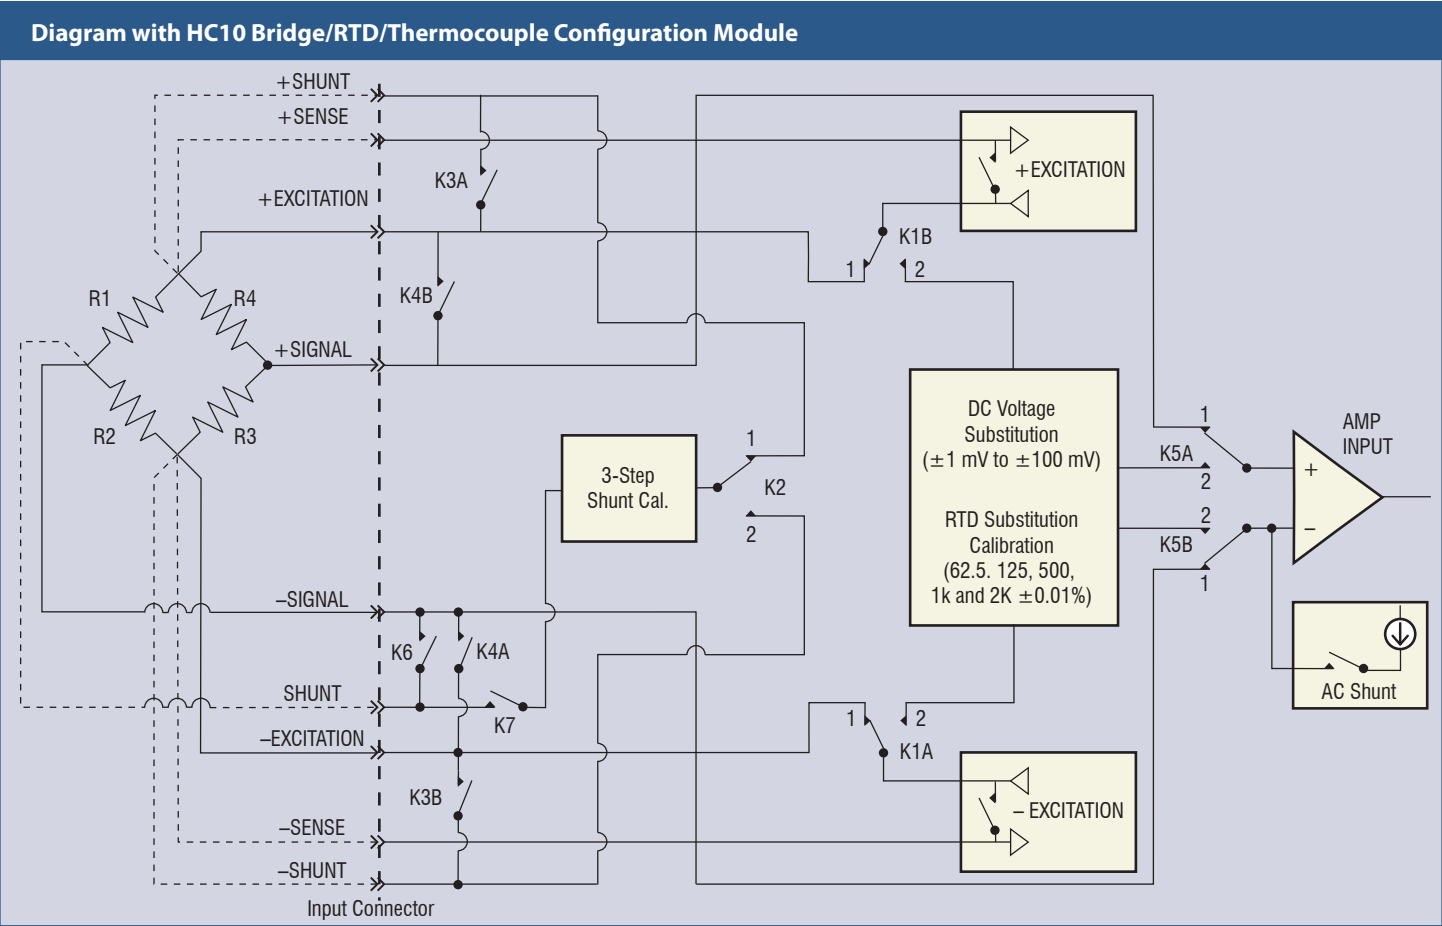 Diagram with HC10 Bridge/RTD/Thermocouple Configuration Module
+SHUNT
+SENSE
+EXCITATION
K3A
K4B
+SIGNAL
R1
R4
R2
R3
+EXCITATION
K1B
1
2
DC Voltage
Substitution
(±1 mV to ±100 mV)
RTD Substitution
Calibration
(62.5. 125, 500,
1k and 2K ±0.01%)
1
K5A
2
2
K5B
1
AMP
INPUT
+
–
AC Shunt
3-Step
Shunt Cal.
1
K2
2
–SIGNAL
K6
K4A
SHUNT
K7
–EXCITATION
K3B
–SENSE
–SHUNT
1
2
K1A
– EXCITATION
Input Connector